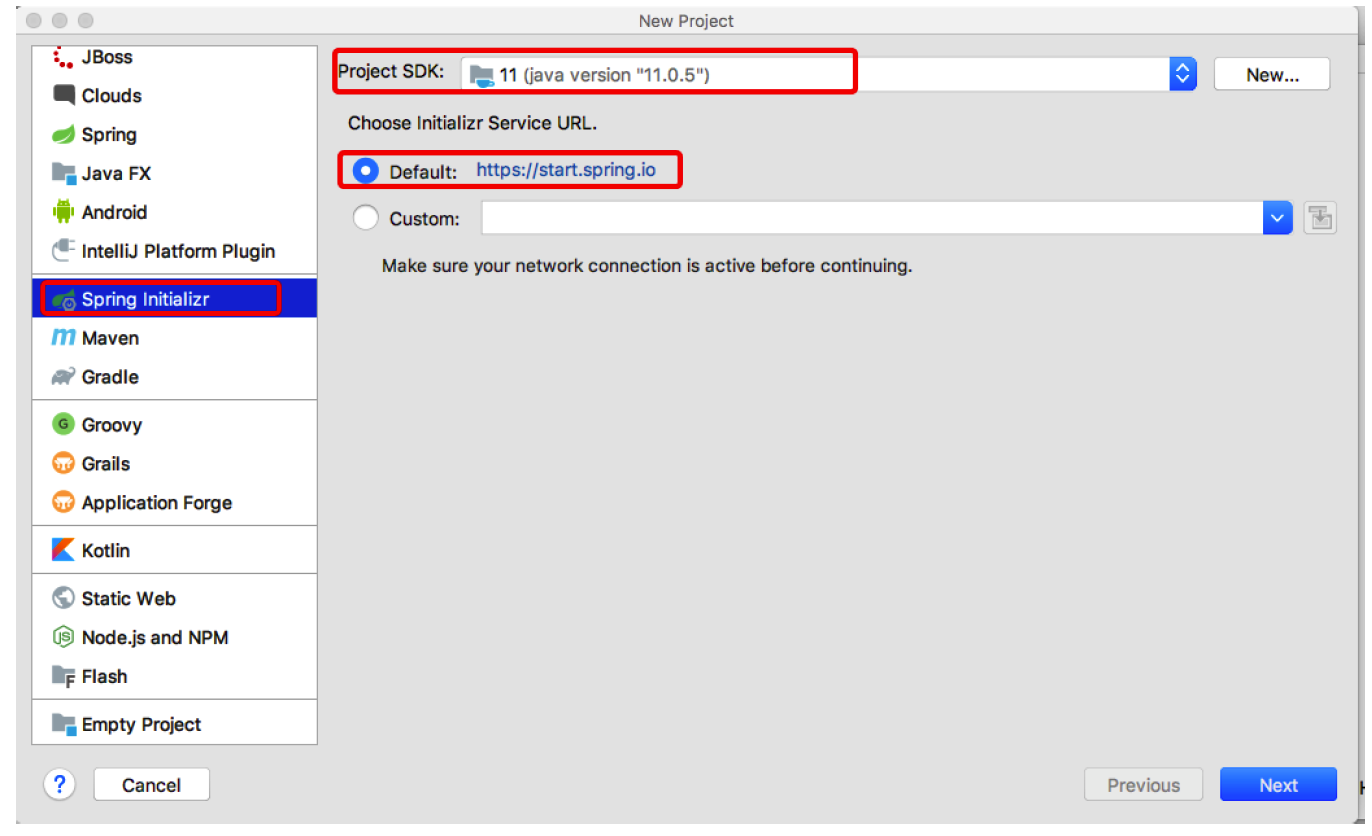 New Project
JBoss
Clouds
Spring
Java FX
Android
IntelliJ Platform Plugin
Spring Initializr
Maven
Gradle
G Groovy
Grails
Application Forge
Kotlin
Static Web
JS Node.js and NPM
F Flash
Empty Project
Project SDK: 11 (java version "11.0.5") New...
Choose Initializr Service URL.
Default: https://start.spring.io
Custom:
Make sure your network connection is active before continuing.
? Cancel Previous Next